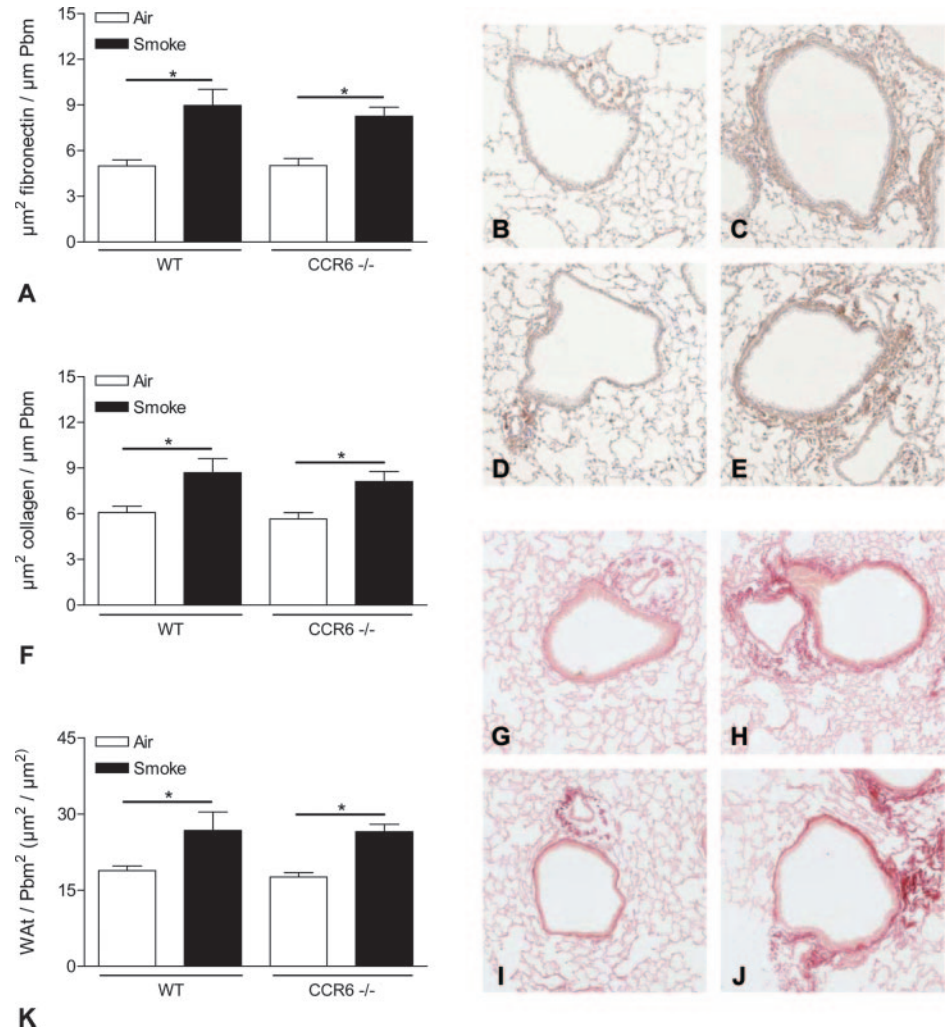 15
12
9
6
3
0
µm² fibronectin / µm Pbm
Air
Smoke
*
*
WT
CCR6 -/-
A
B
C
D
E
15
12
9
6
3
0
µm² collagen / µm Pbm
Air
Smoke
*
*
WT
CCR6 -/-
F
G
H
I
J
45
30
15
0
WAt / Pbm² (µm² / µm²)
Air
Smoke
*
*
WT
CCR6 -/-
K